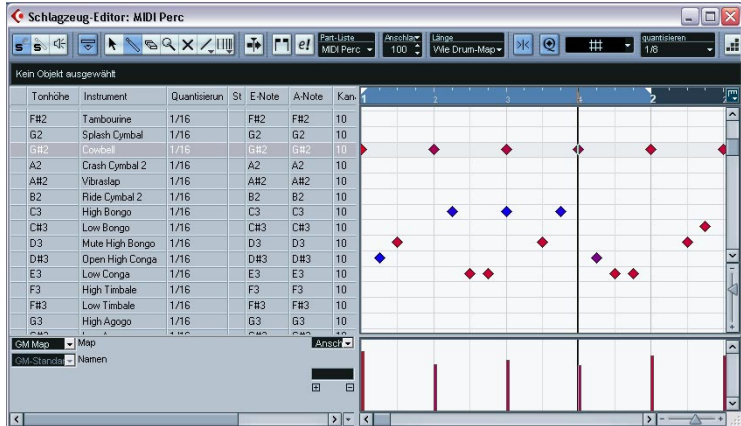 Schlagzeug-Editor: MIDI Perc
Part-Liste Anschlag Länge quantisieren
MIDI Perc 100 Wie Drum-Map 1/8
Kein Objekt ausgewählt
Tonhöhe Instrument Quantisierun St E-Note A-Note Kan. 1 2 3 4 2
F#2 Tambourine 1/16 F#2 F#2 10
G2 Splash Cymbal 1/16 G2 G2 10
G#2 Cowbell 1/16 G#2 G#2 10
A2 Crash Cymbal 2 1/16 A2 A2 10
A#2 Vibraslap 1/16 A#2 A#2 10
B2 Ride Cymbal 2 1/16 B2 B2 10
C3 High Bongo 1/16 C3 C3 10
C#3 Low Bongo 1/16 C#3 C#3 10
D3 Mute High Bongo 1/16 D3 D3 10
D#3 Open High Conga 1/16 D#3 D#3 10
E3 Low Conga 1/16 E3 E3 10
F3 High Timbale 1/16 F3 F3 10
F#3 Low Timbale 1/16 F#3 F#3 10
G3 High Agogo 1/16 G3 G3 10
GM Map Map Ansch
GM-Standar Namen